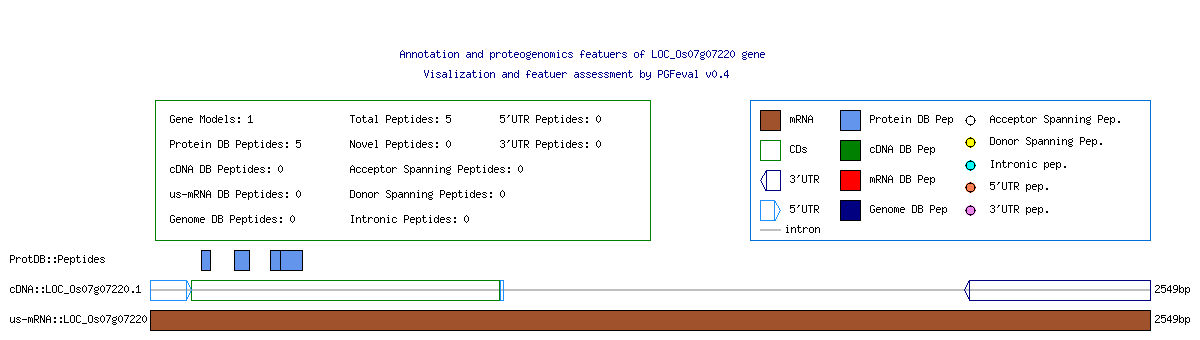 Annotation and proteogenomics featuers of LOC_Os07g07220 gene
Visalization and featuer assessment by PGFeval v0.4
Gene Models: 1 Total Peptides: 5 5'UTR Peptides: 0
Protein DB Peptides: 5 Novel Peptides: 0 3'UTR Peptides: 0
cDNA DB Peptides: 0 Acceptor Spanning Peptides: 0
us-mRNA DB Peptides: 0 Donor Spanning Peptides: 0
Genome DB Peptides: 0 Intronic Peptides: 0
mRNA Protein DB Pep Acceptor Spanning Pep.
CDs cDNA DB Pep Donor Spanning Pep.
3'UTR mRNA DB Pep Intronic pep.
5'UTR Genome DB Pep 5'UTR pep.
3'UTR pep.
intron
ProtDB::Peptides
cDNA::LOC_Os07g07220.1 2549bp
us-mRNA::LOC_Os07g07220 2549bp